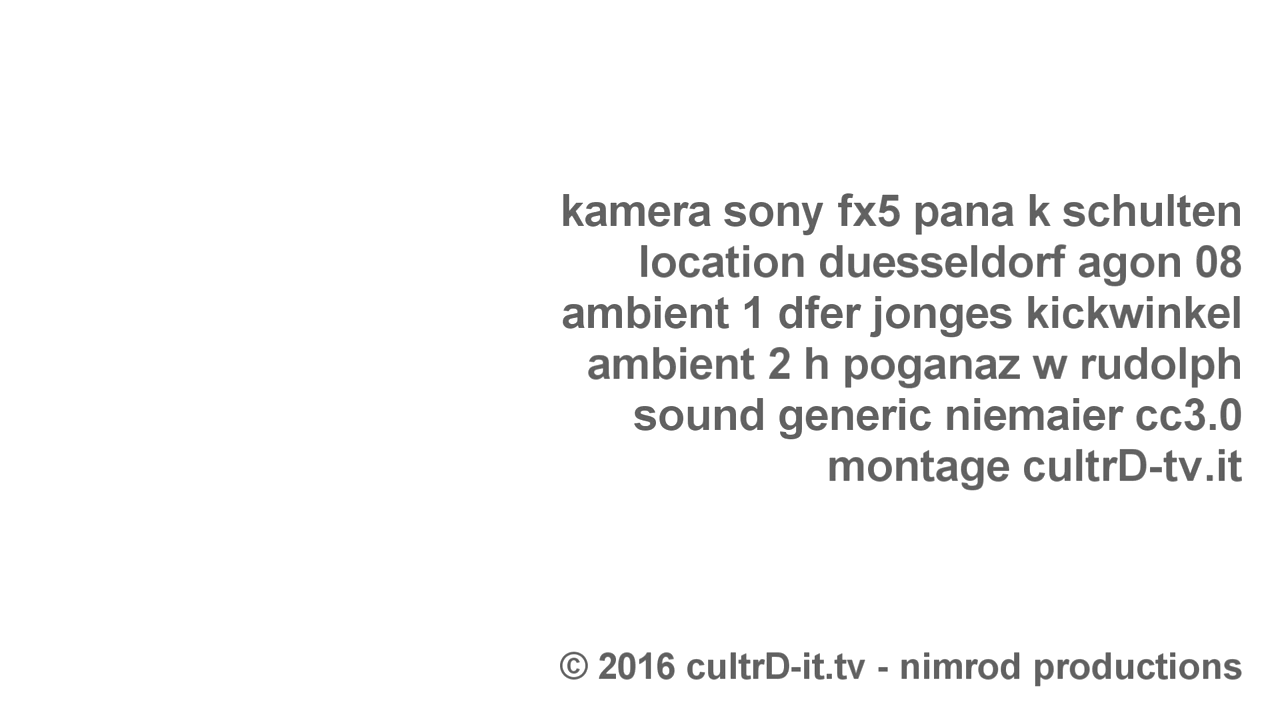 kamera sony fx5 pana k schulten
location duesseldorf agon 08
ambient 1 dfer jonges kickwinkel
ambient 2 h poganaz w rudolph
sound generic niemaier cc3.0
montage cultrD-tv.it
© 2016 cultrD-it.tv - nimrod productions